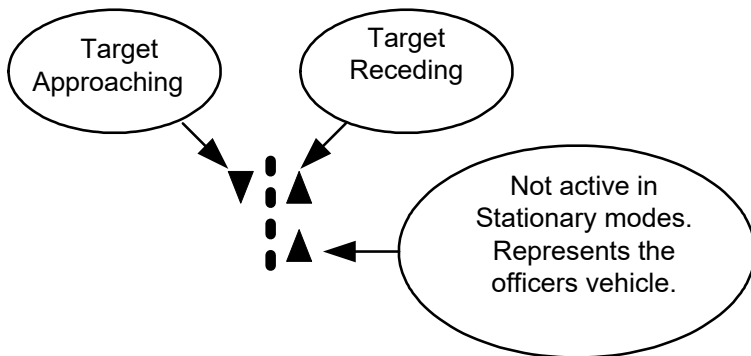 Target
Approaching
Target
Receding
Not active in
Stationary modes.
Represents the
officers vehicle.